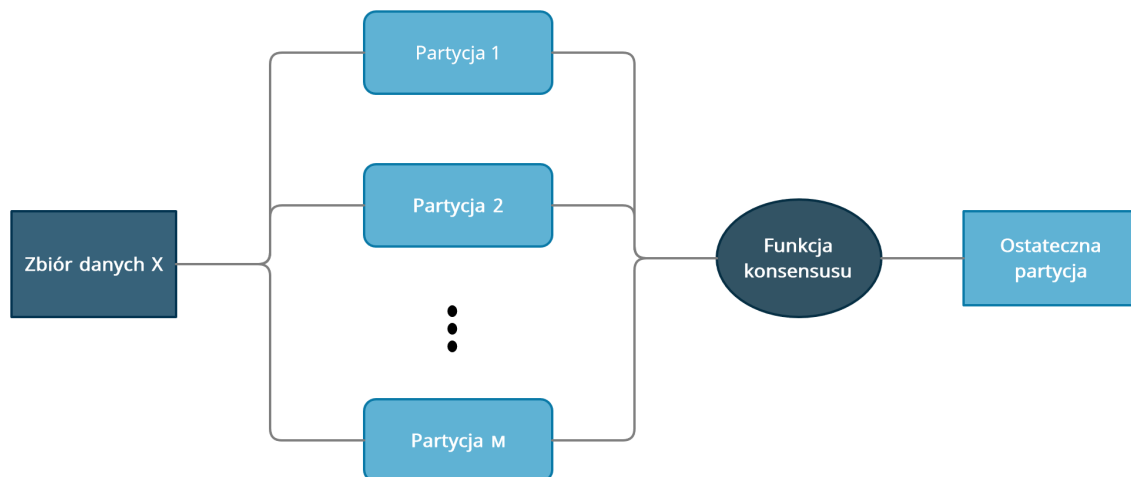 Partycja 1
Partycja 2
Zbiór danych X
Funkcja
konsensusu
Ostateczna
partycja
Partycja M